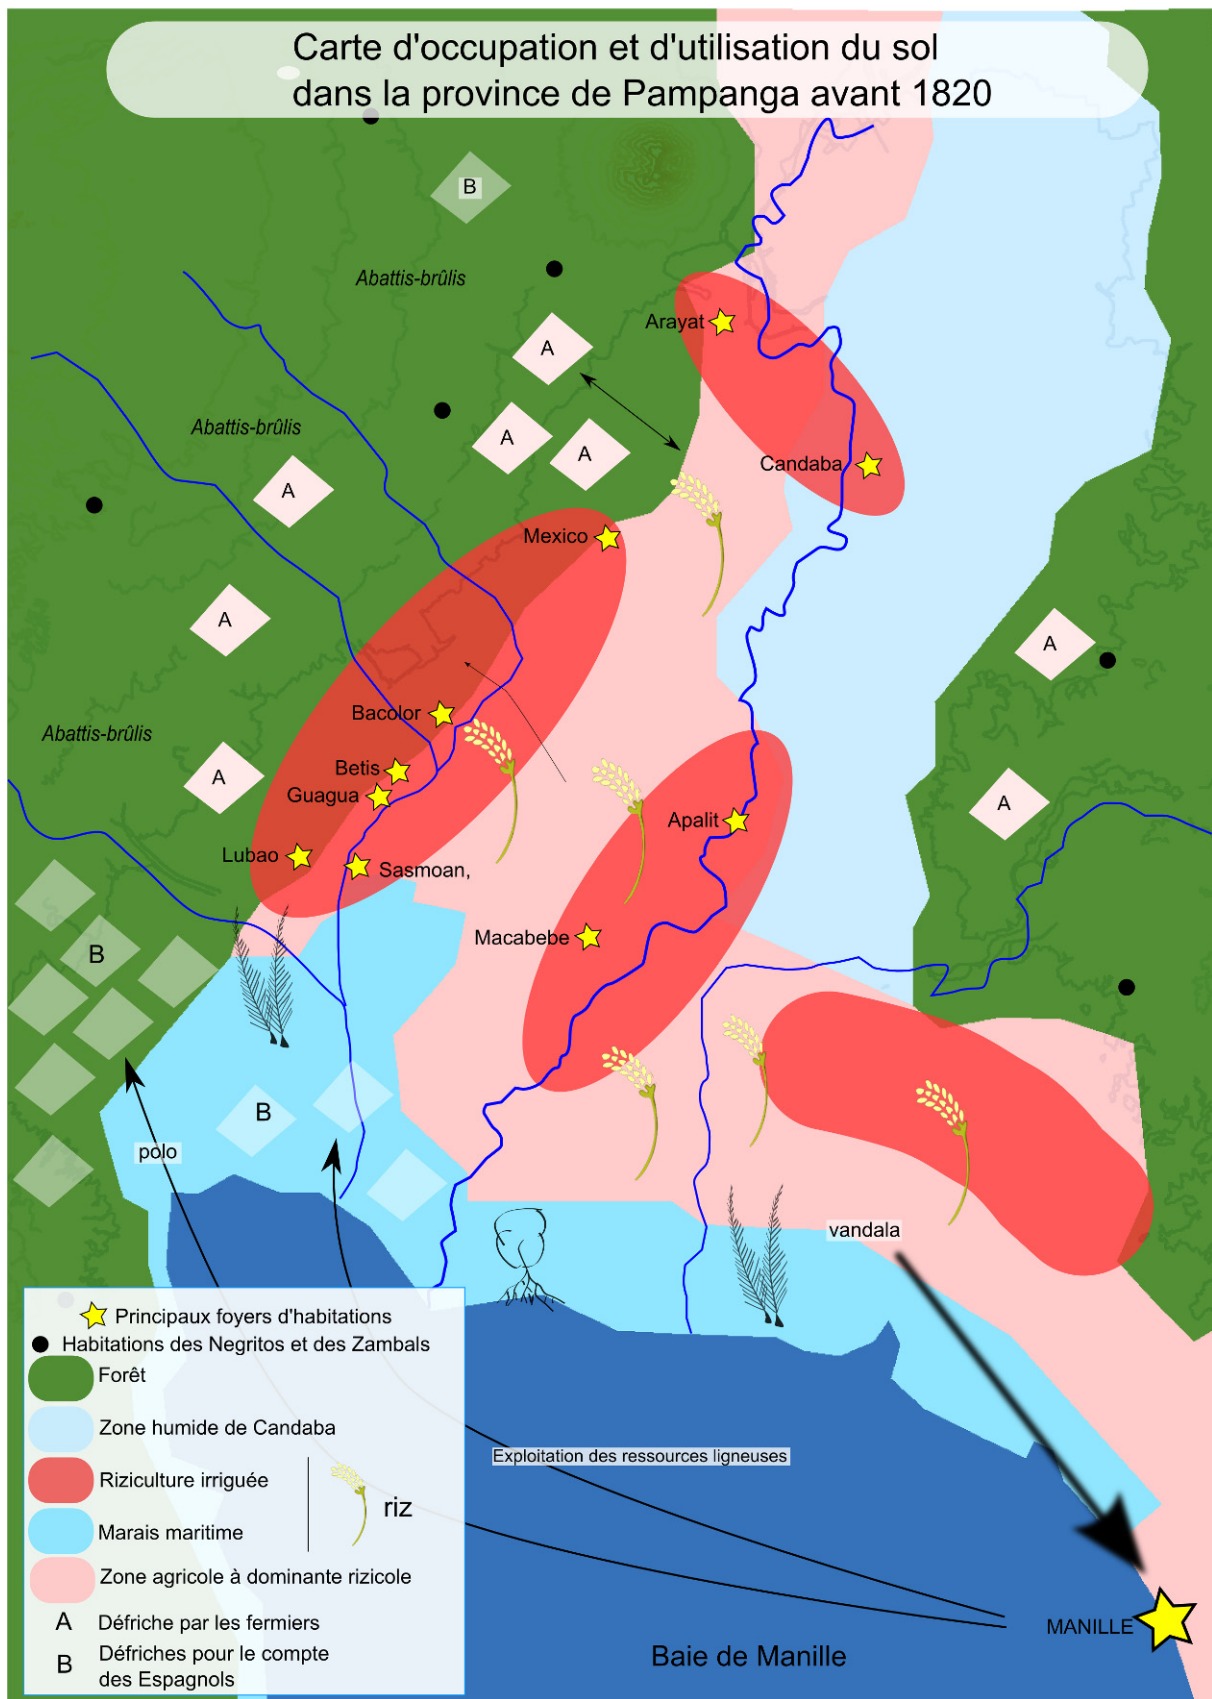 Carte d'occupation et d'utilisation du sol
dans la province de Pampanga avant 1820
B
Abattis-brûlis
Arayat
A
Abattis-brûlis
A
A
Candaba
A
Mexico
A
A
Bacolor
Abattis-brûlis
Betis
A
Guagua
A
Apalit
Lubao
Sasmoan,
Macabebe
B
B
polo
vandala
Principaux foyers d'habitations
Habitations des Negritos et des Zambals
Forêt
Zone humide de Candaba
Riziculture irriguée
riz
Marais maritime
Zone agricole à dominante rizicole
A Défriche par les fermiers
B Défriches pour le compte
des Espagnols
Exploitation des ressources ligneuses
MANILLE
Baie de Manille